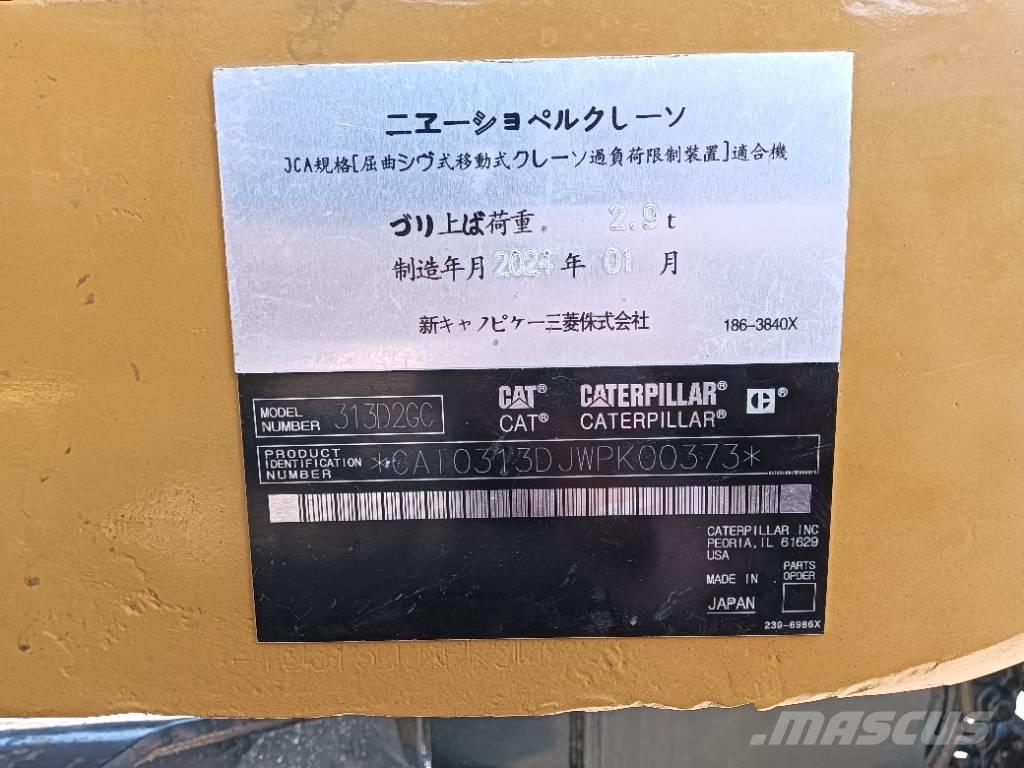 ニヱーショペルクレーソ
JCA規格[屈曲シヴ式移動式クレーソ過負荷限制装置]適合機
づリ上ば荷重 2.9 t
制造年月 2024 年 01 月
新キャノピケー三菱侏式会社 186-3840X
MODEL NUMBER 313D2GC
CAT® CATERPILLAR® C®
CAT® CATERPILLAR®
PRODUCT IDENTIFICATION NUMBER *CAT0313DJWPK00373*
CATERPILLAR INC
PEORIA, IL 61629
USA
MADE IN JAPAN
PARTS OPDER
239-6986X
MASCUS